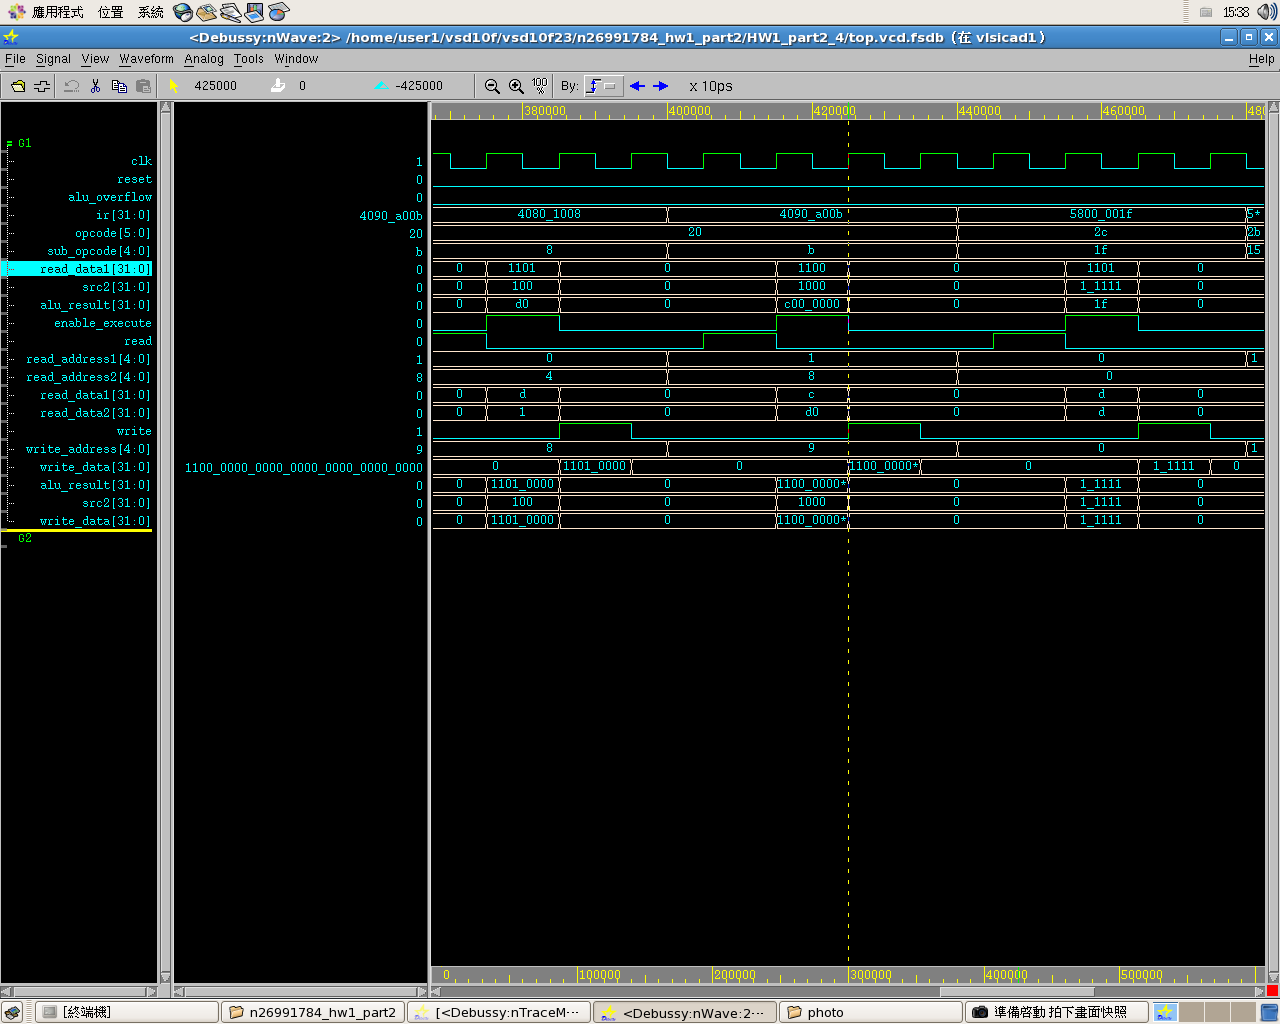 應用程式 位置 系統 15:38
<Debussy:nWave:2> /home/user1/vsd10f/vsd10f23/n26991784_hw1_part2/HW1_part2_4/top.vcd.fsdb (在 vlsicad1)
File Signal View Waveform Analog Tools Window Help
425000 0 -425000 100 % By: x 10ps
380000 400000 420000 440000 460000 480
G1
clk 1
reset 0
alu_overflow 0
ir[31:0] 4090_a00b 4080_1008 4090_a00b 5800_001f 5*
opcode[5:0] 20 20 2c 2b
sub_opcode[4:0] b 8 b 1f 15
read_data1[31:0] 0 0 1101 0 1100 0 1101 0
src2[31:0] 0 0 100 0 1000 0 1_1111 0
alu_result[31:0] 0 0 d0 0 c00_0000 0 1f 0
enable_execute 0
read 0
read_address1[4:0] 1 0 1 0 1
read_address2[4:0] 8 4 8 0
read_data1[31:0] 0 0 d 0 c 0 d 0
read_data2[31:0] 0 0 1 0 d0 0 d 0
write 1
write_address[4:0] 9 8 9 0 1
write_data[31:0] 1100_0000_0000_0000_0000_0000_0000 0 1101_0000 0 1100_0000* 0 1_1111 0
alu_result[31:0] 0 0 1101_0000 0 1100_0000* 0 1_1111 0
src2[31:0] 0 0 100 0 1000 0 1_1111 0
write_data[31:0] 0 0 1101_0000 0 1100_0000* 0 1_1111 0
G2
0 100000 200000 300000 400000 500000
[終端機] n26991784_hw1_part2 [<Debussy:nTraceM··· <Debussy:nWave:2··· photo 準備啓動 拍下畫面快照